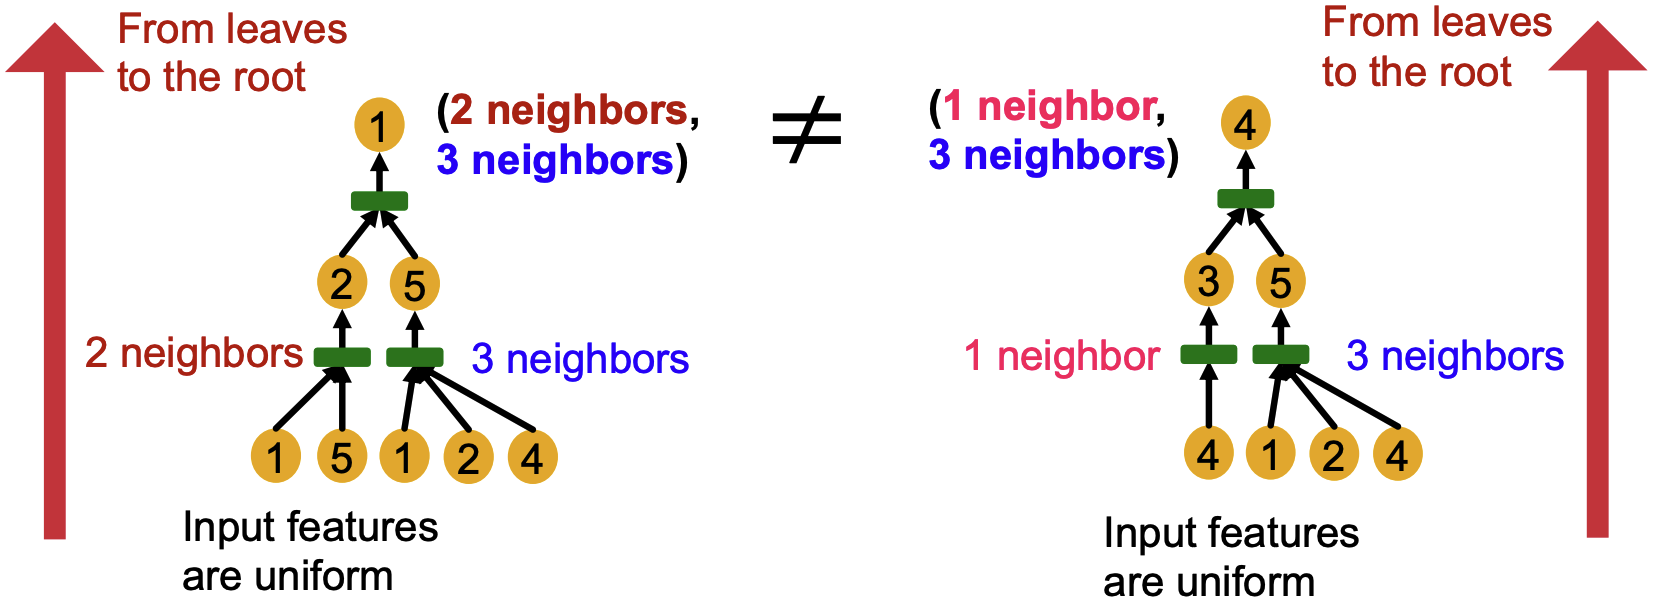 From leaves
to the root
1
(2 neighbors,
3 neighbors)
2 5
2 neighbors
3 neighbors
1 5 1 2 4
Input features
are uniform
≠
From leaves
to the root
(1 neighbor,
3 neighbors)
4
3 5
1 neighbor
3 neighbors
4 1 2 4
Input features
are uniform